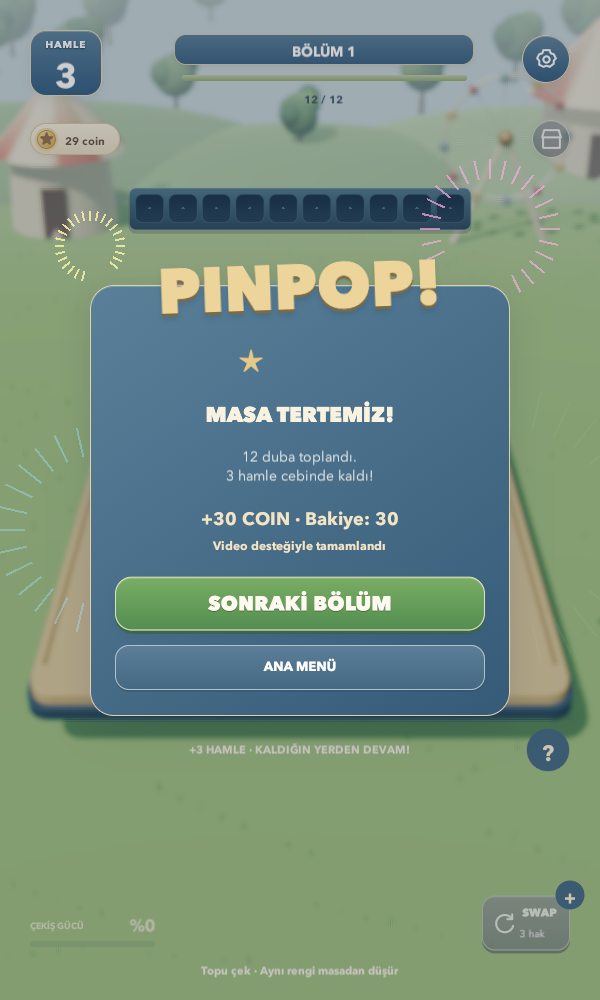 HAMLE
3
BÖLÜM 1
12 / 12
29 coin
PINPOP!
MASA TERTEMİZ!
12 duba toplandı.
3 hamle cebinde kaldı!
+30 COIN · Bakiye: 30
Video desteğiyle tamamlandı
SONRAKİ BÖLÜM
ANA MENÜ
+3 HAMLE · KALDIĞIN YERDEN DEVAM!
?
ÇEKİŞ GÜCÜ
%0
+
SWAP
3 hak
Topu çek · Aynı rengi masadan düşür